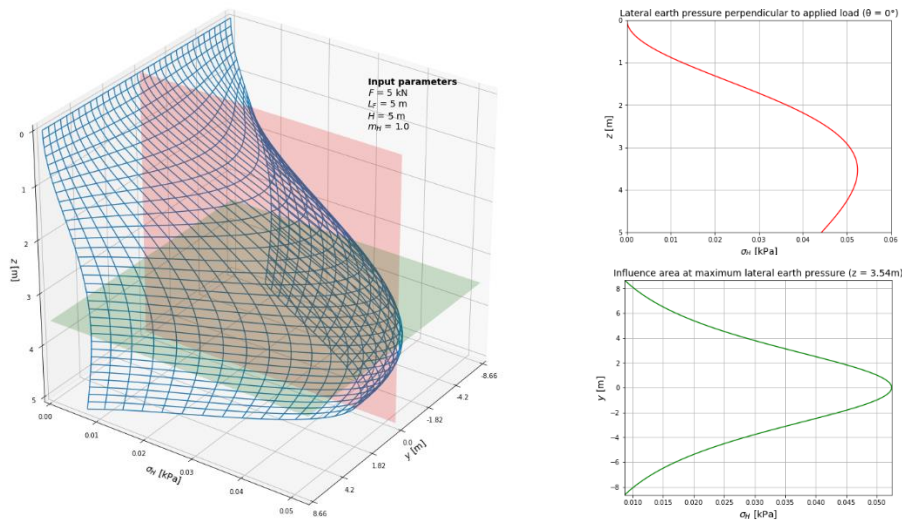 Input parameters
F = 5 kN
L_F = 5 m
H = 5 m
m_H = 1.0
0
1
2
3
4
5
z [m]
0.00
0.01
0.02
0.03
0.04
0.05
σ_H [kPa]
8.66
4.2
1.82
0.0
-1.82
-4.2
-8.66
y [m]
Lateral earth pressure perpendicular to applied load (θ = 0°)
0
1
2
3
4
5
z [m]
0.00 0.01 0.02 0.03 0.04 0.05 0.06
σ_H [kPa]
Influence area at maximum lateral earth pressure (z = 3.54m)
8
6
4
2
0
-2
-4
-6
-8
y [m]
0.010 0.015 0.020 0.025 0.030 0.035 0.040 0.045 0.050
σ_H [kPa]